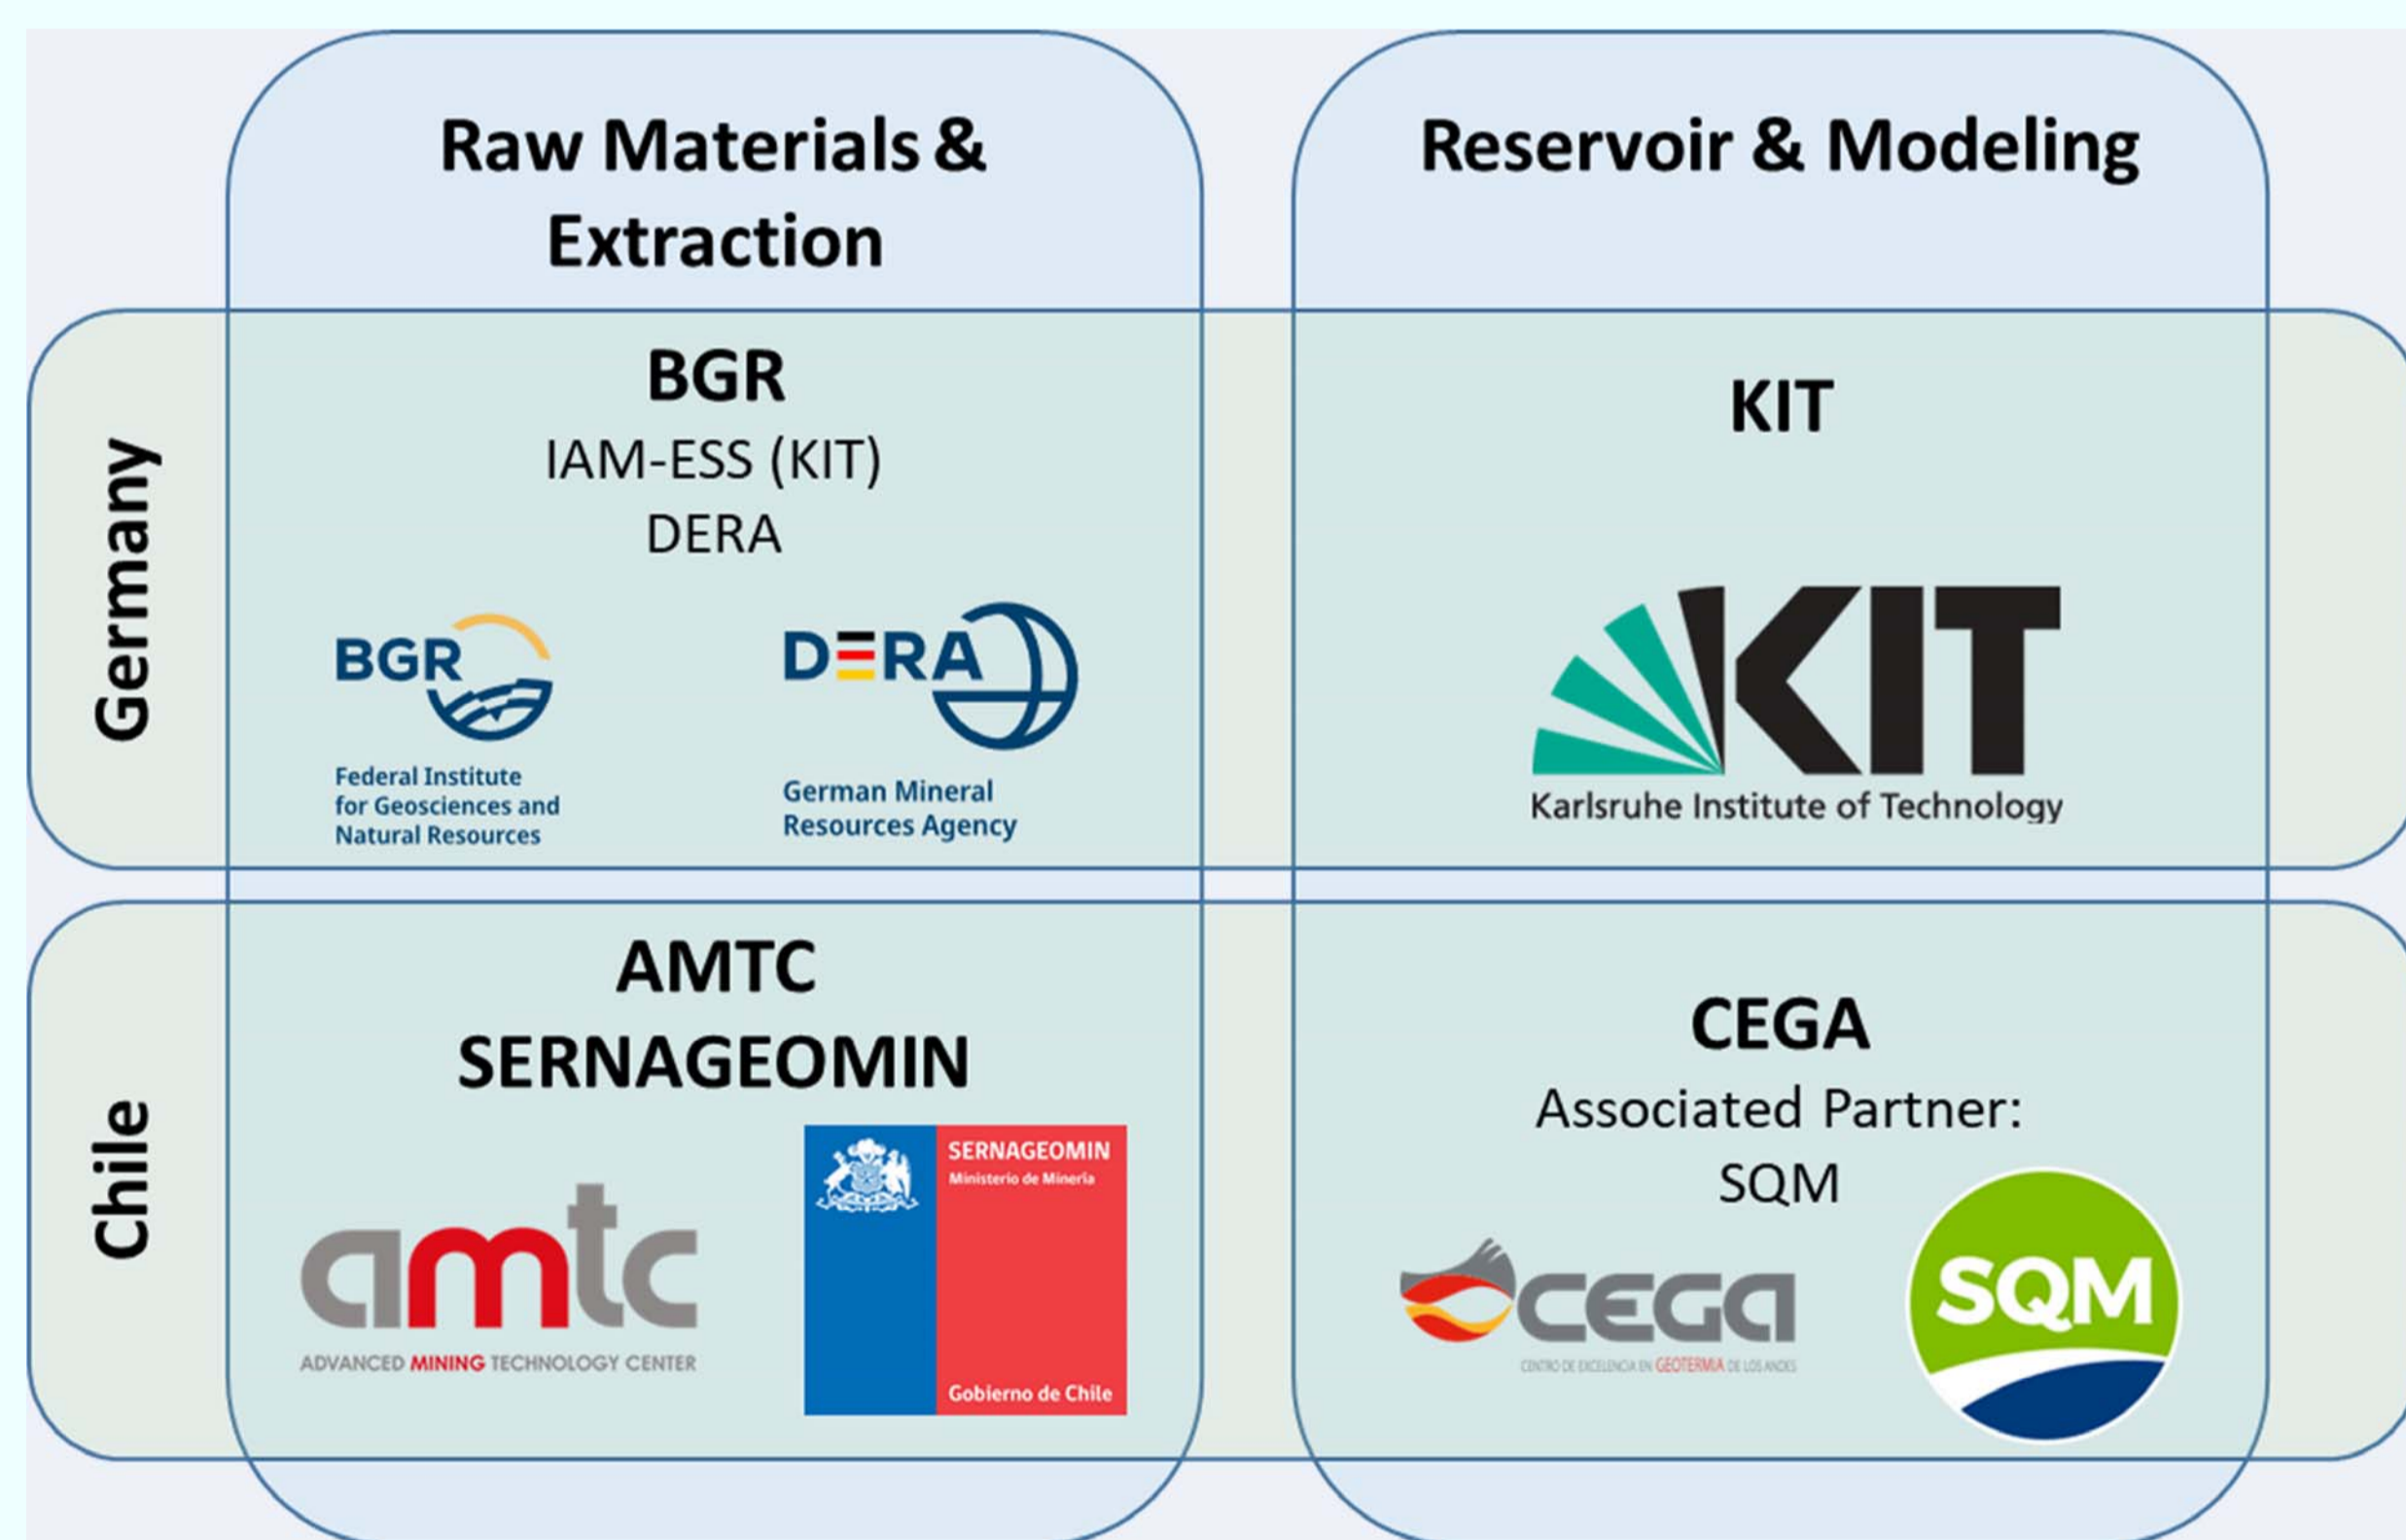 Raw Materials &
Extraction
Reservoir & Modeling
Germany
BGR
IAM-ESS (KIT)
DERA
BGR
Federal Institute
for Geosciences and
Natural Resources
DERA
German Mineral
Resources Agency
KIT
KIT
Karlsruhe Institute of Technology
Chile
AMTC
SERNAGEOMIN
amtc
ADVANCED MINING TECHNOLOGY CENTER
SERNAGEOMIN
Ministerio de Minería
Gobierno de Chile
CEGA
Associated Partner:
SQM
CEGA
CENTRO DE EXCELENCIA EN GEOTERMIA DE LOS ANDES
SQM